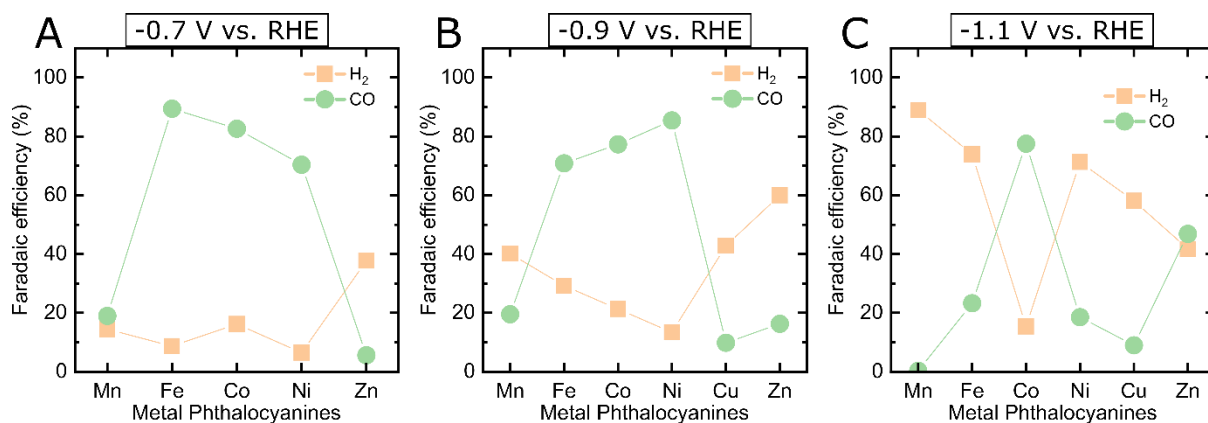 A
-0.7 V vs. RHE
H2
CO
Faradaic efficiency (%)
100
80
60
40
20
0
Mn Fe Co Ni Zn
Metal Phthalocyanines
B
-0.9 V vs. RHE
H2
CO
Faradaic efficiency (%)
100
80
60
40
20
0
Mn Fe Co Ni Cu Zn
Metal Phthalocyanines
C
-1.1 V vs. RHE
H2
CO
Faradaic efficiency (%)
100
80
60
40
20
0
Mn Fe Co Ni Cu Zn
Metal Phthalocyanines